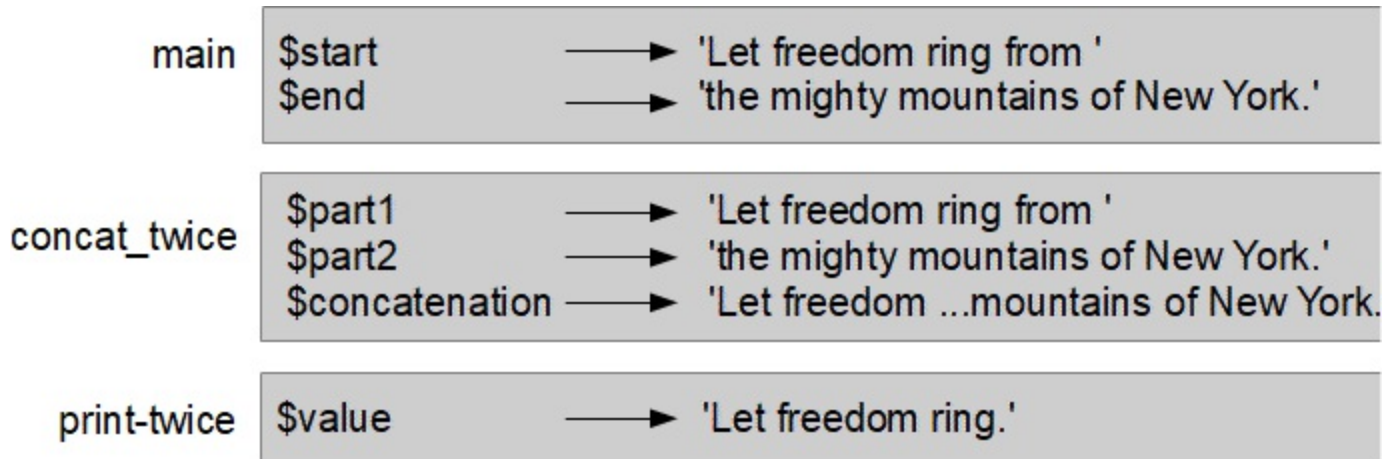 main $start 'Let freedom ring from '
$end 'the mighty mountains of New York.'
concat_twice $part1 'Let freedom ring from '
$part2 'the mighty mountains of New York.'
$concatenation 'Let freedom ...mountains of New York.
print-twice $value 'Let freedom ring.'